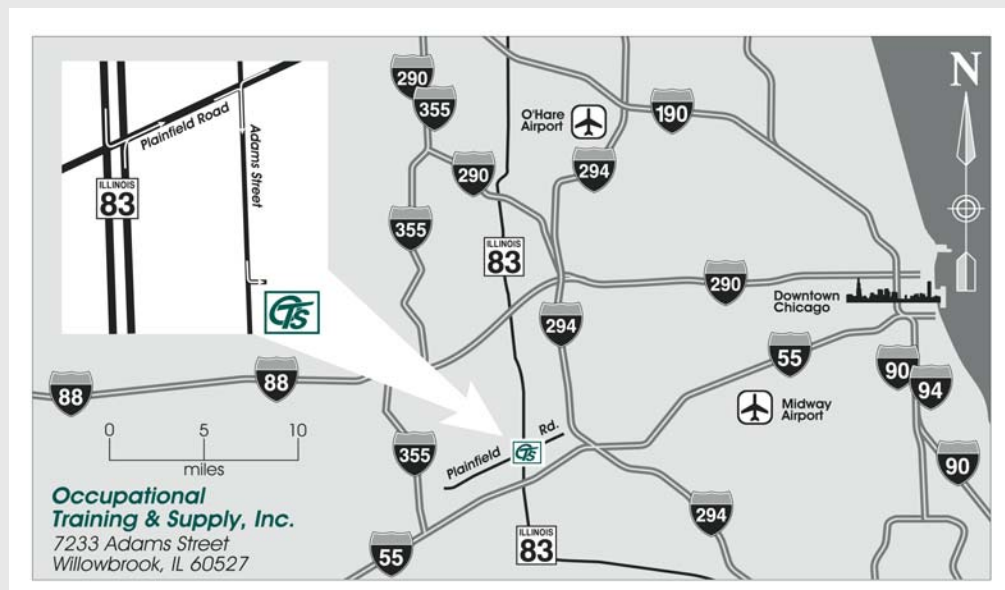 Plainfield Road
Adams Street
ILLINOIS
83
OTS
290
355
O'Hare
Airport
190
N
290
294
355
ILLINOIS
83
290
Downtown
Chicago
294
55
88
88
90
94
Midway
Airport
0 5 10
miles
355
Plainfield Rd.
OTS
90
Occupational
Training & Supply, Inc.
7233 Adams Street
Willowbrook, IL 60527
294
55
ILLINOIS
83